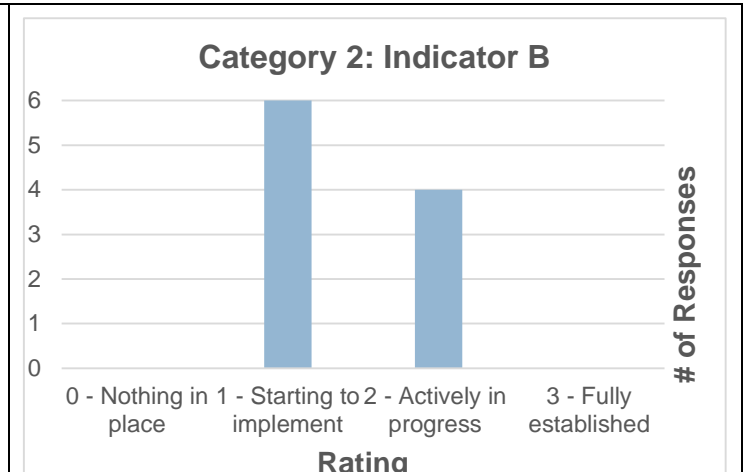 Category 2: Indicator B
6
5
4
3
2
1
0
# of Responses
0 - Nothing in place
1 - Starting to implement
2 - Actively in progress
3 - Fully established
Rating